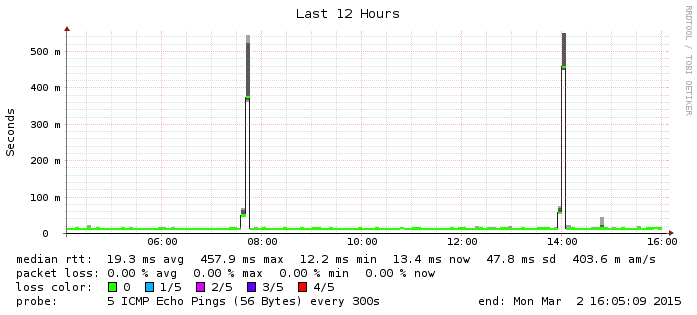 Last 12 Hours
RRDTOOL / TOBI OETIKER
Seconds
500 m
400 m
300 m
200 m
100 m
0
06:00 08:00 10:00 12:00 14:00 16:00
median rtt: 19.3 ms avg 457.9 ms max 12.2 ms min 13.4 ms now 47.8 ms sd 403.6 m am/s
packet loss: 0.00 % avg 0.00 % max 0.00 % min 0.00 % now
loss color: 0 1/5 2/5 3/5 4/5
probe: 5 ICMP Echo Pings (56 Bytes) every 300s end: Mon Mar 2 16:05:09 2015